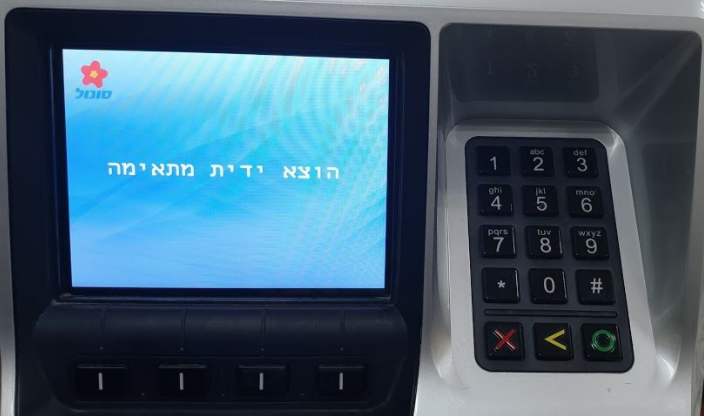 סונול
הוצא ידית מתאימה
1 abc 2 def 3
ghi 4 jkl 5 mno 6
pqrs 7 tuv 8 wxyz 9
* 0 #